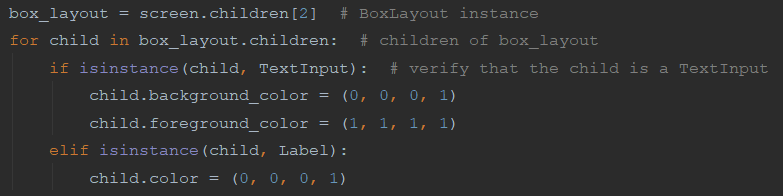 box_layout = screen.children[2]  # BoxLayout instance
for child in box_layout.children:  # children of box_layout
    if isinstance(child, TextInput):  # verify that the child is a TextInput
        child.background_color = (0, 0, 0, 1)
        child.foreground_color = (1, 1, 1, 1)
    elif isinstance(child, Label):
        child.color = (0, 0, 0, 1)